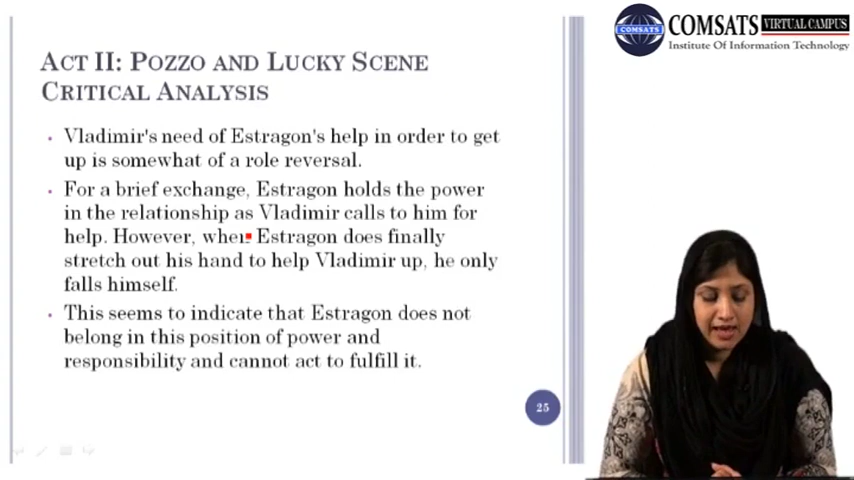 COMSATS
COMSATS VIRTUAL CAMPUS
Institute Of Information Technology
ACT II: POZZO AND LUCKY SCENE
CRITICAL ANALYSIS
• Vladimir's need of Estragon's help in order to get
up is somewhat of a role reversal.
• For a brief exchange, Estragon holds the power
in the relationship as Vladimir calls to him for
help. However, when Estragon does finally
stretch out his hand to help Vladimir up, he only
falls himself.
• This seems to indicate that Estragon does not
belong in this position of power and
responsibility and cannot act to fulfill it.
25